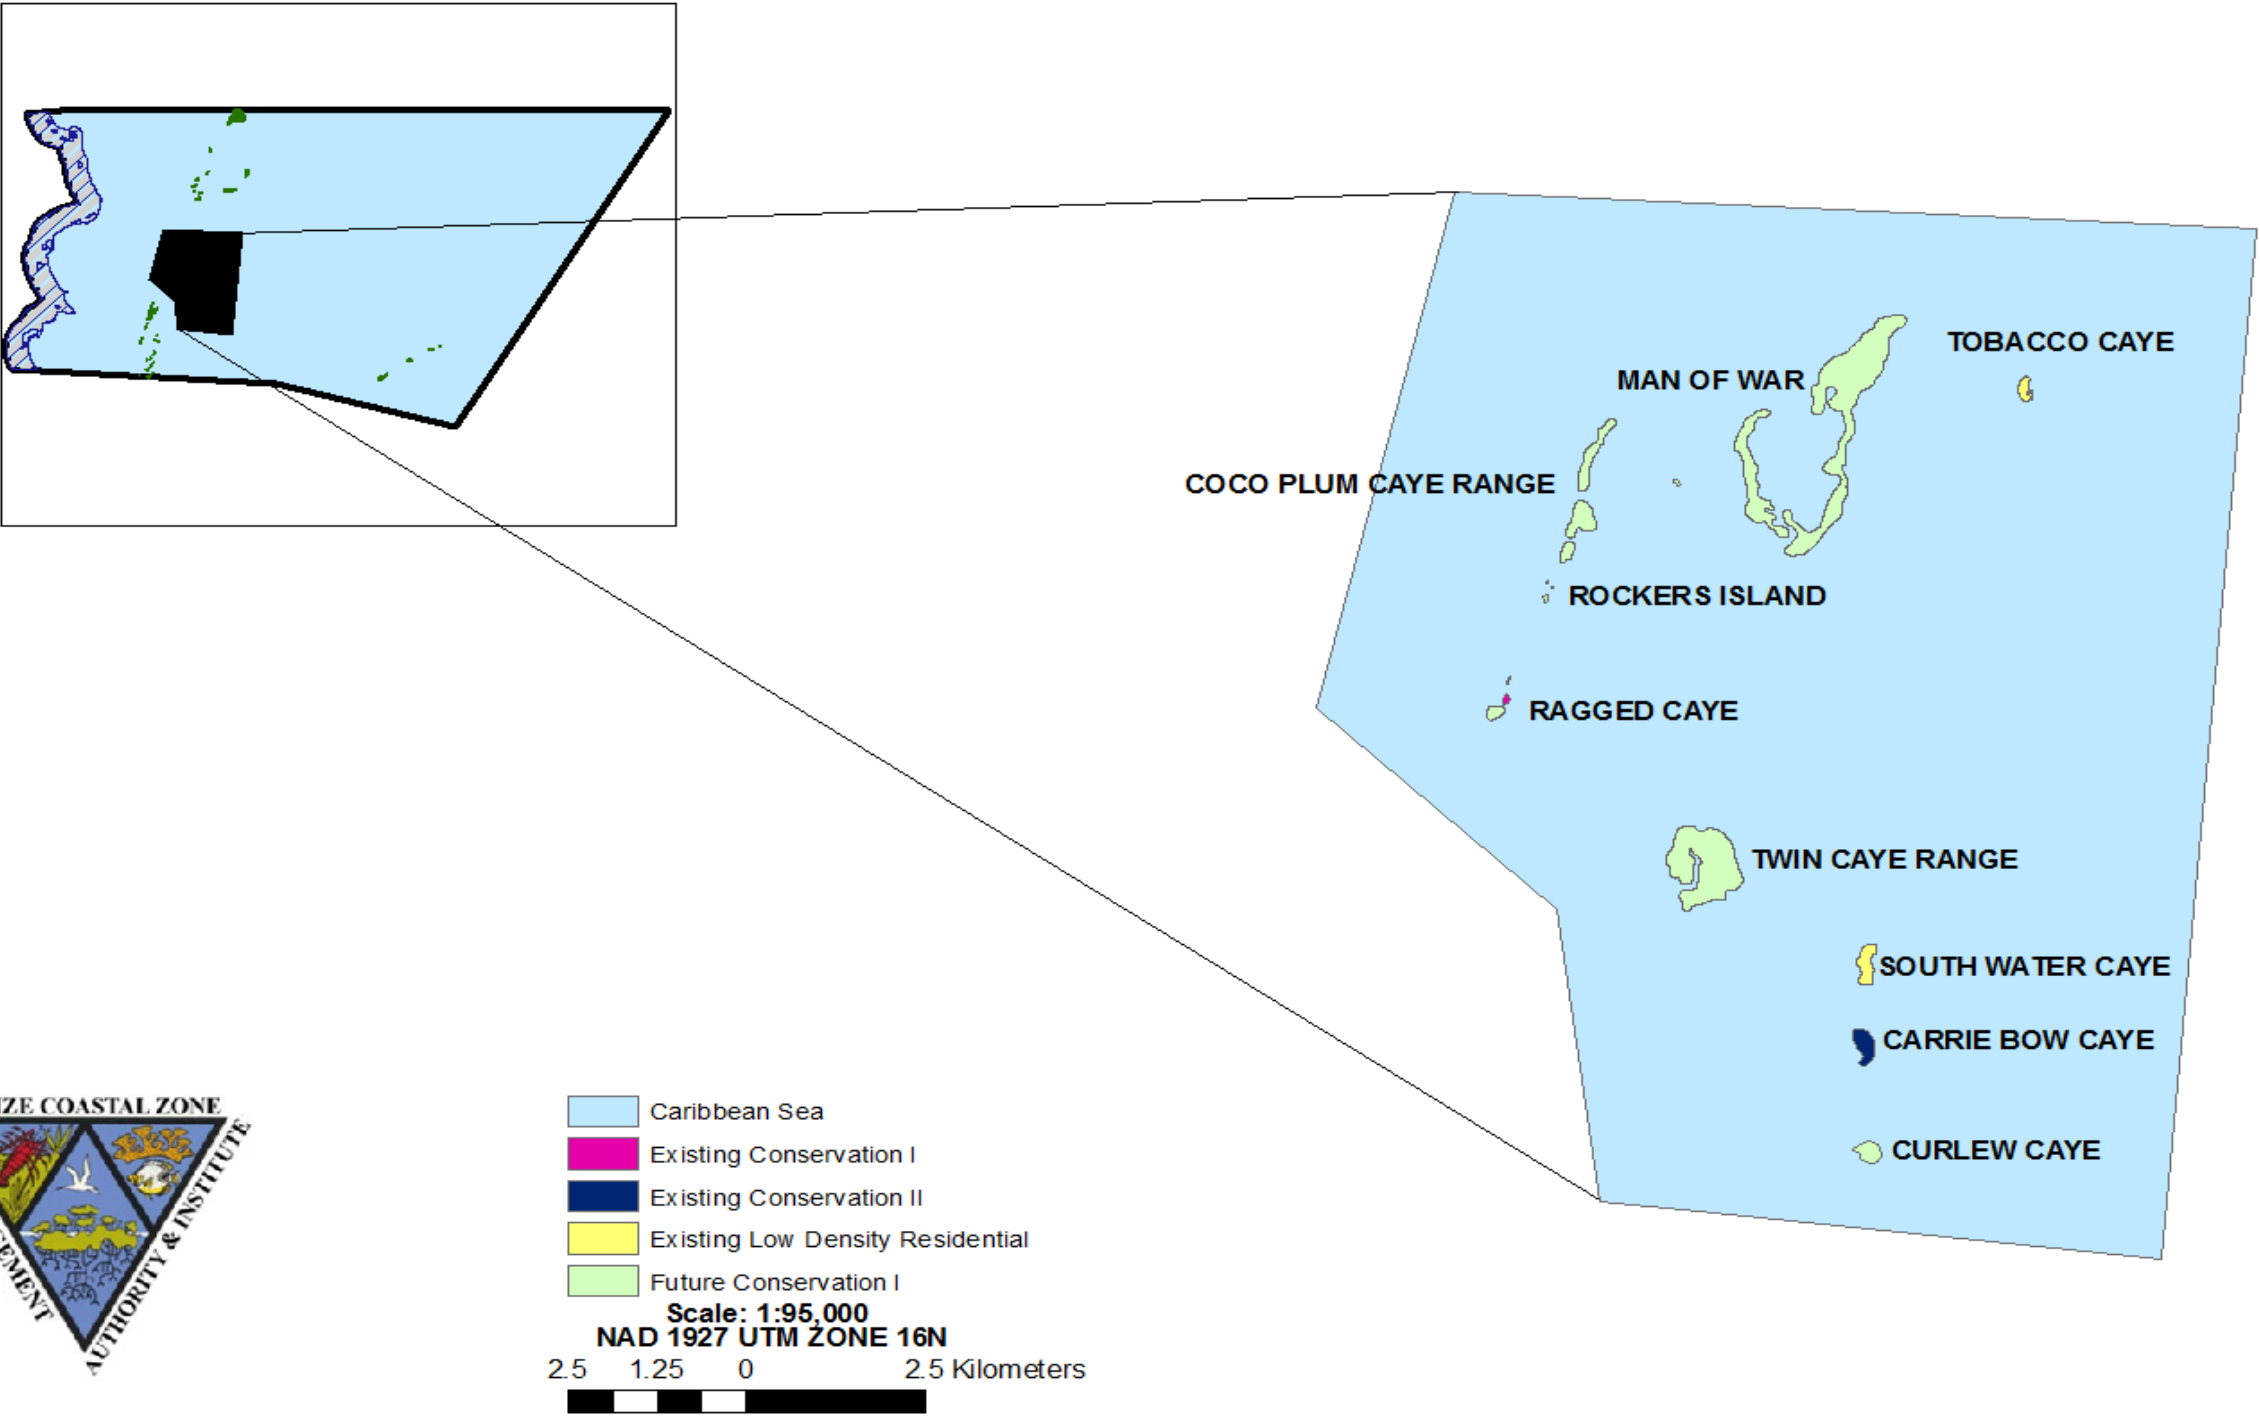 TOBACCO CAYE
MAN OF WAR
COCO PLUM CAYE RANGE
ROCKERS ISLAND
RAGGED CAYE
TWIN CAYE RANGE
SOUTH WATER CAYE
CARRIE BOW CAYE
CURLEW CAYE
ZE COASTAL ZONE
EMENT
AUTHORITY & INSTITUTE
Caribbean Sea
Existing Conservation I
Existing Conservation II
Existing Low Density Residential
Future Conservation I
Scale: 1:95,000
NAD 1927 UTM ZONE 16N
2.5 1.25 0 2.5 Kilometers